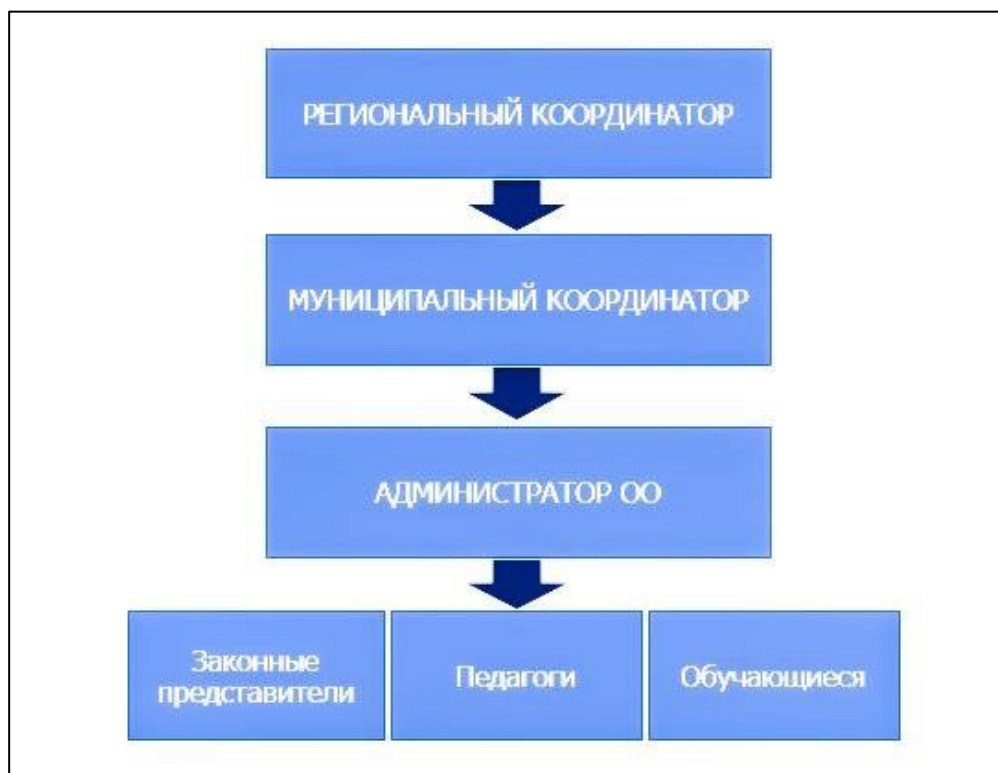 РЕГИОНАЛЬНЫЙ КООРДИНАТОР
МУНИЦИПАЛЬНЫЙ КООРДИНАТОР
АДМИНИСТРАТОР ОО
Законные
представители
Педагоги
Обучающиеся